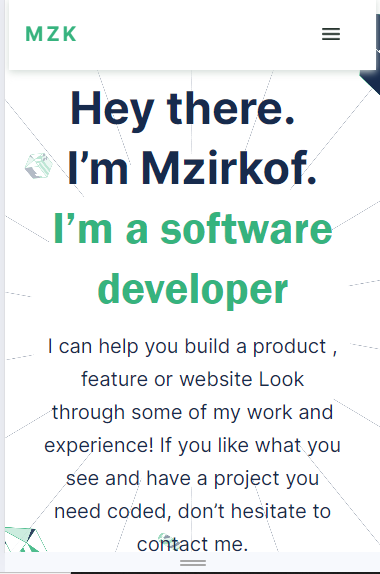 MZK
Hey there.
I’m Mzirkof.
I’m a software
developer
I can help you build a product ,
feature or website Look
through some of my work and
experience! If you like what you
see and have a project you
need coded, don’t hesitate to
contact me.